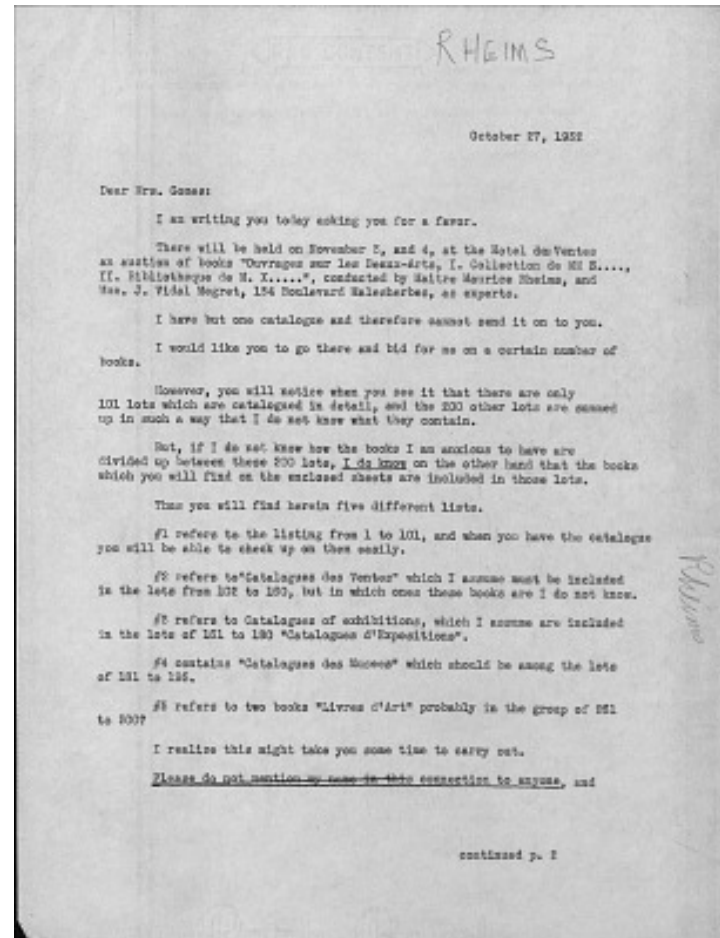 RHEIMS
October 27, 1952
Dear Mrs.
I am writing you today asking you for a favor.
There will be held on November 3, and 4, at the Hotel des Ventes
an auction of books "Ouvrages sur les Beaux-Arts, I. Collection de
II. Bibliotheque de M. X.....", conducted by Maitre Maurice Rheims, and
J. Vidal Megret, 134 Boulevard Malesherbes, as experts.
I have but one catalogue and therefore cannot send it on to you.
I would like you to go there and bid for me on a certain number of
books.
However, you will notice when you see it that there are only
101 lots which are catalogued in detail, and the 200 other lots are summed
up in such a way that I do not know what they contain.
But, if I do not know how the books I am anxious to have are
divided up between these 200 lots, I do know on the other hand that the books
which you will find on the enclosed sheets are included in those lots.
Thus you will find herein five different lists.
#1 refers to the listing from 1 to 101, and when you have the catalogue
you will be able to check up on them easily.
#2 refers to "Catalogues des Ventes" which I assume must be included
in the lots from 102 to 160, but in which ones these books are I do not know.
#3 refers to Catalogues of exhibitions, which I assume are included
in the lots of 161 to 180 "Catalogues d'Expositions".
#4 contains "Catalogues des Musees" which should be among the lots
of 181 to
#5 refers to two books "Livres d'Art" probably in the group of
to
I realize this might take you some time to carry out.
Please do not mention my name in this connection to anyone, and
continued p. 2
Rheims